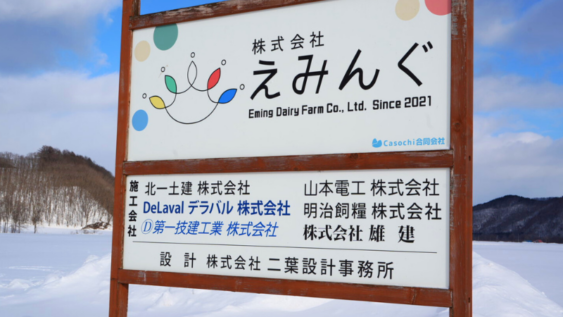 株式会社
えみんぐ
Eming Dairy Farm Co., Ltd. Since 2021
Casochi合同会社
施工会社
北一土建 株式会社
山本電工 株式会社
DeLaval デラバル 株式会社
明治飼糧 株式会社
Ⓓ第一技建工業 株式会社
株式会社 雄建
設計 株式会社 二葉設計事務所